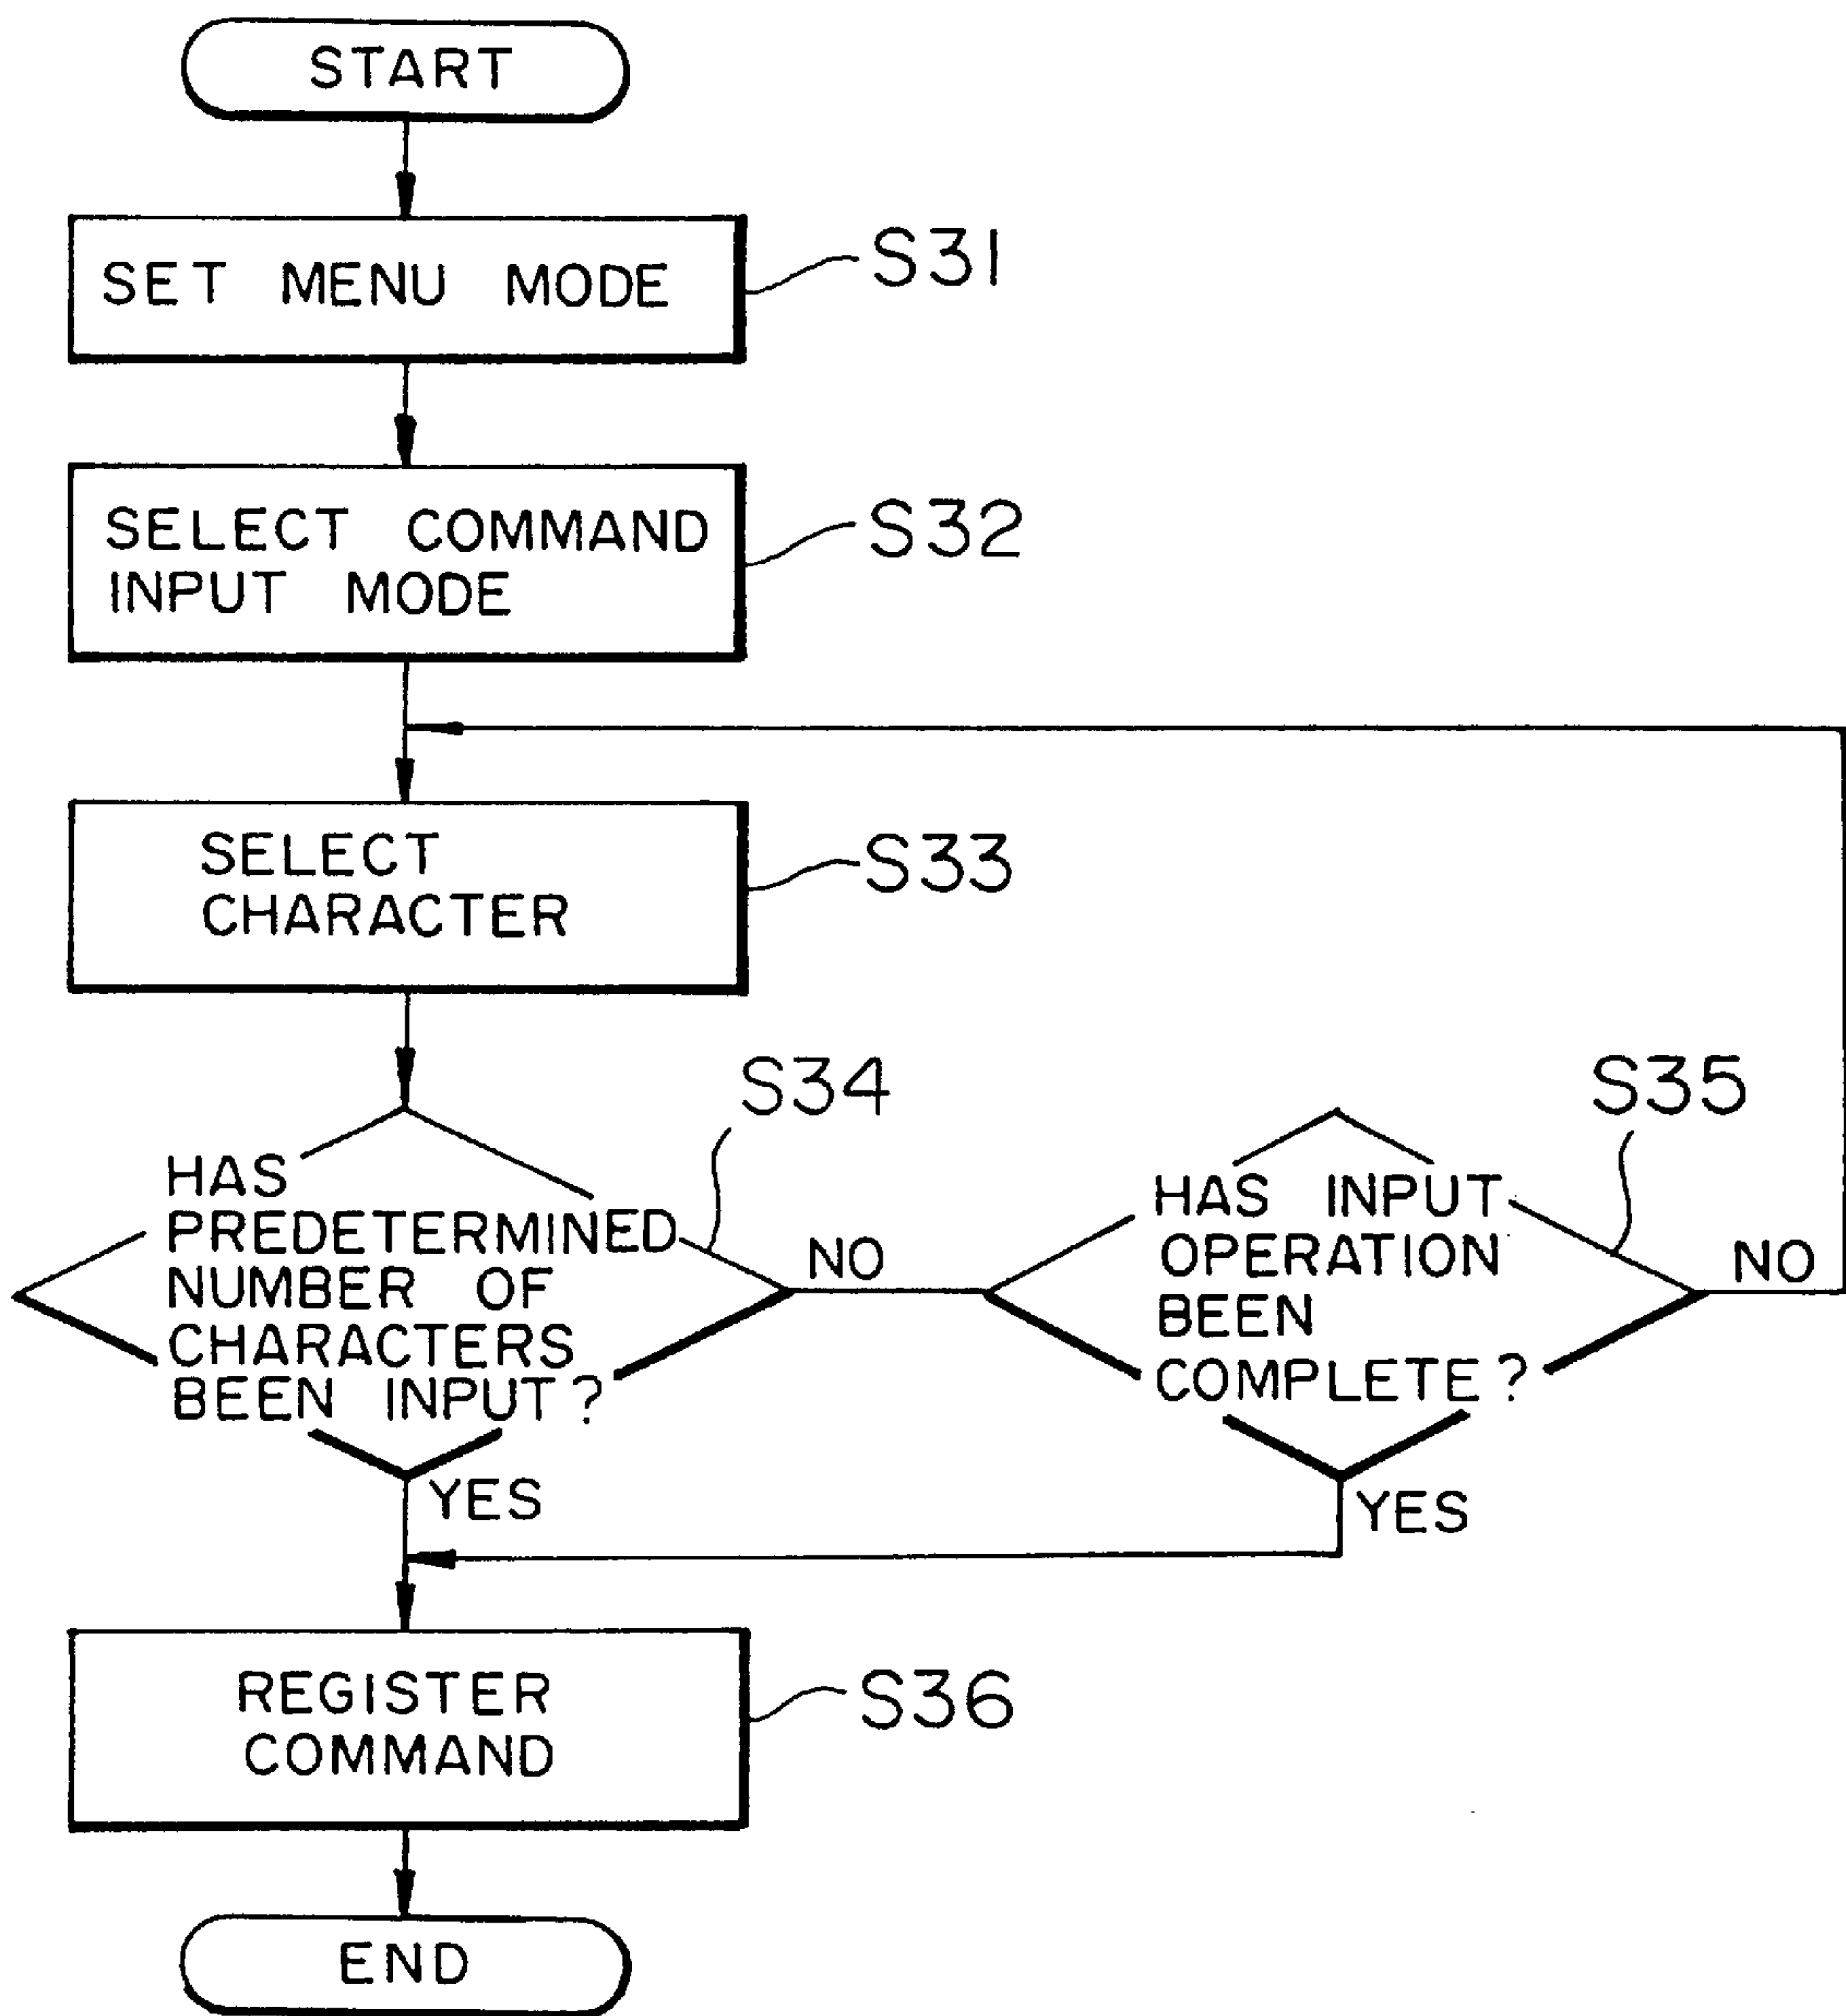 START
SET MENU MODE
S31
SELECT COMMAND
INPUT MODE
S32
SELECT
CHARACTER
S33
HAS
PREDETERMINED
NUMBER OF
CHARACTERS
BEEN INPUT?
S34
NO
YES
HAS INPUT
OPERATION
BEEN
COMPLETE?
S35
NO
YES
REGISTER
COMMAND
S36
END